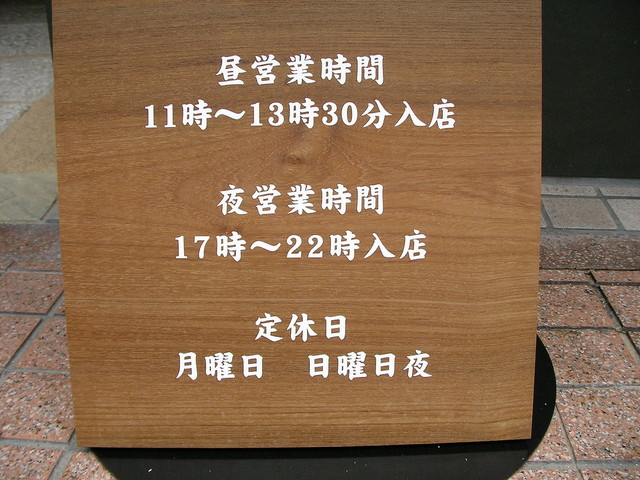 昼営業時間
11時～13時30分入店
夜営業時間
17時～22時入店
定休日
月曜日　日曜日夜